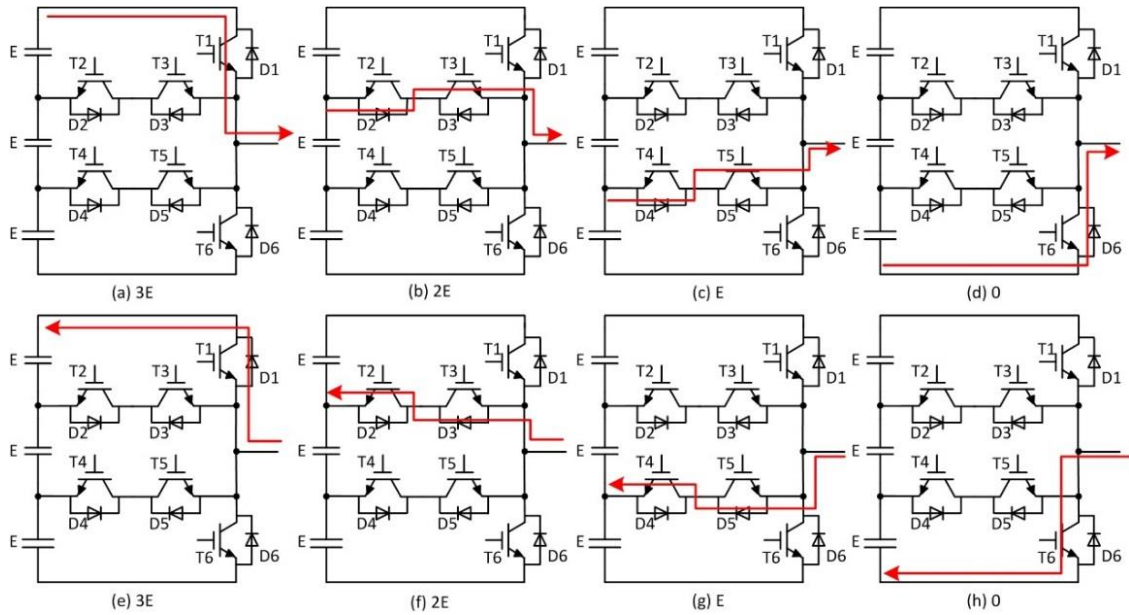 E T1 D1 T2 T3 D2 D3 E T4 T5 D4 D5 E T6 D6
(a) 3E
E T1 D1 T2 T3 D2 D3 E T4 T5 D4 D5 E T6 D6
(b) 2E
E T1 D1 T2 T3 D2 D3 E T4 T5 D4 D5 E T6 D6
(c) E
E T1 D1 T2 T3 D2 D3 E T4 T5 D4 D5 E T6 D6
(d) 0
E T1 D1 T2 T3 D2 D3 E T4 T5 D4 D5 E T6 D6
(e) 3E
E T1 D1 T2 T3 D2 D3 E T4 T5 D4 D5 E T6 D6
(f) 2E
E T1 D1 T2 T3 D2 D3 E T4 T5 D4 D5 E T6 D6
(g) E
E T1 D1 T2 T3 D2 D3 E T4 T5 D4 D5 E T6 D6
(h) 0